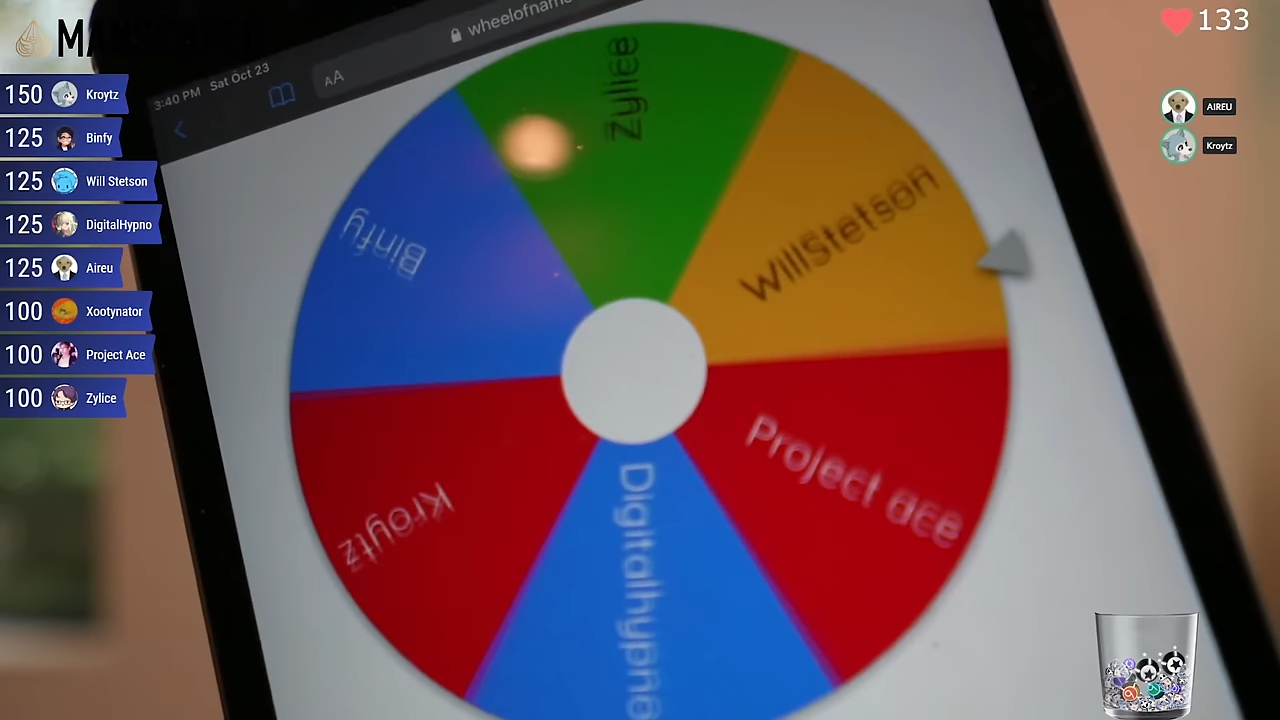 133
150 Kroytz
125 Binfy
125 Will Stetson
125 DigitalHypno
125 Aireu
100 Xootynator
100 Project Ace
100 Zylice
3:40 PM Sat Oct 23
AA
wheelofname
Zylice
WillStetson
Project ace
Digitalhypno
Kroytz
Binfy
AIREU
Kroytz